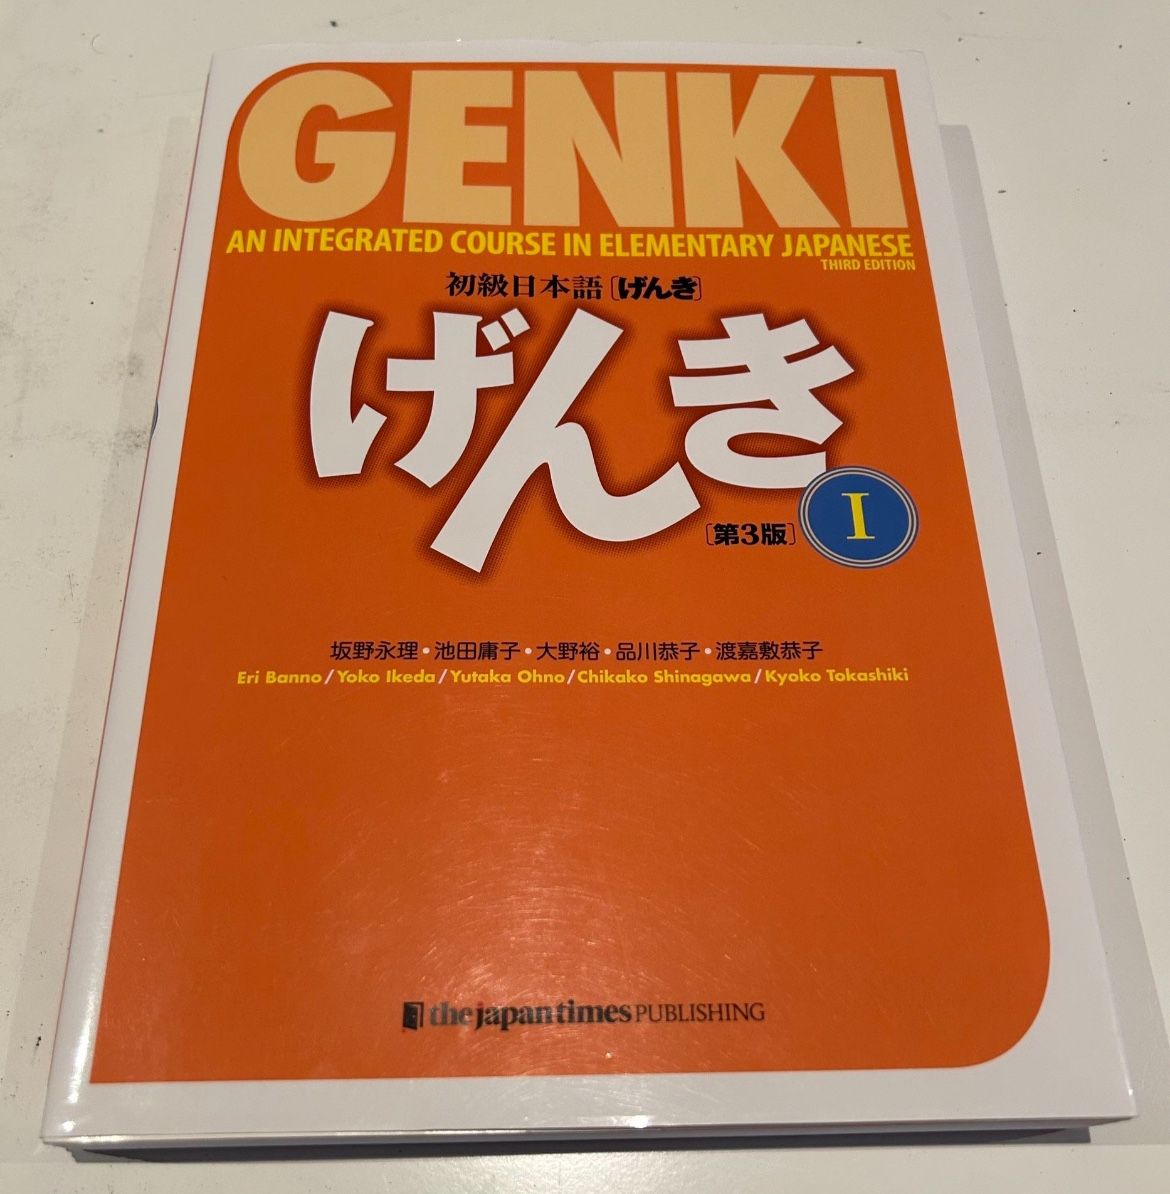 GENKI
AN INTEGRATED COURSE IN ELEMENTARY JAPANESE
THIRD EDITION
初級日本語［げんき］
げんき
I
［第3版］
坂野永理・池田庸子・大野裕・品川恭子・渡嘉敷恭子
Eri Banno/Yoko Ikeda/Yutaka Ohno/Chikako Shinagawa/Kyoko Tokashiki
the japantimes PUBLISHING